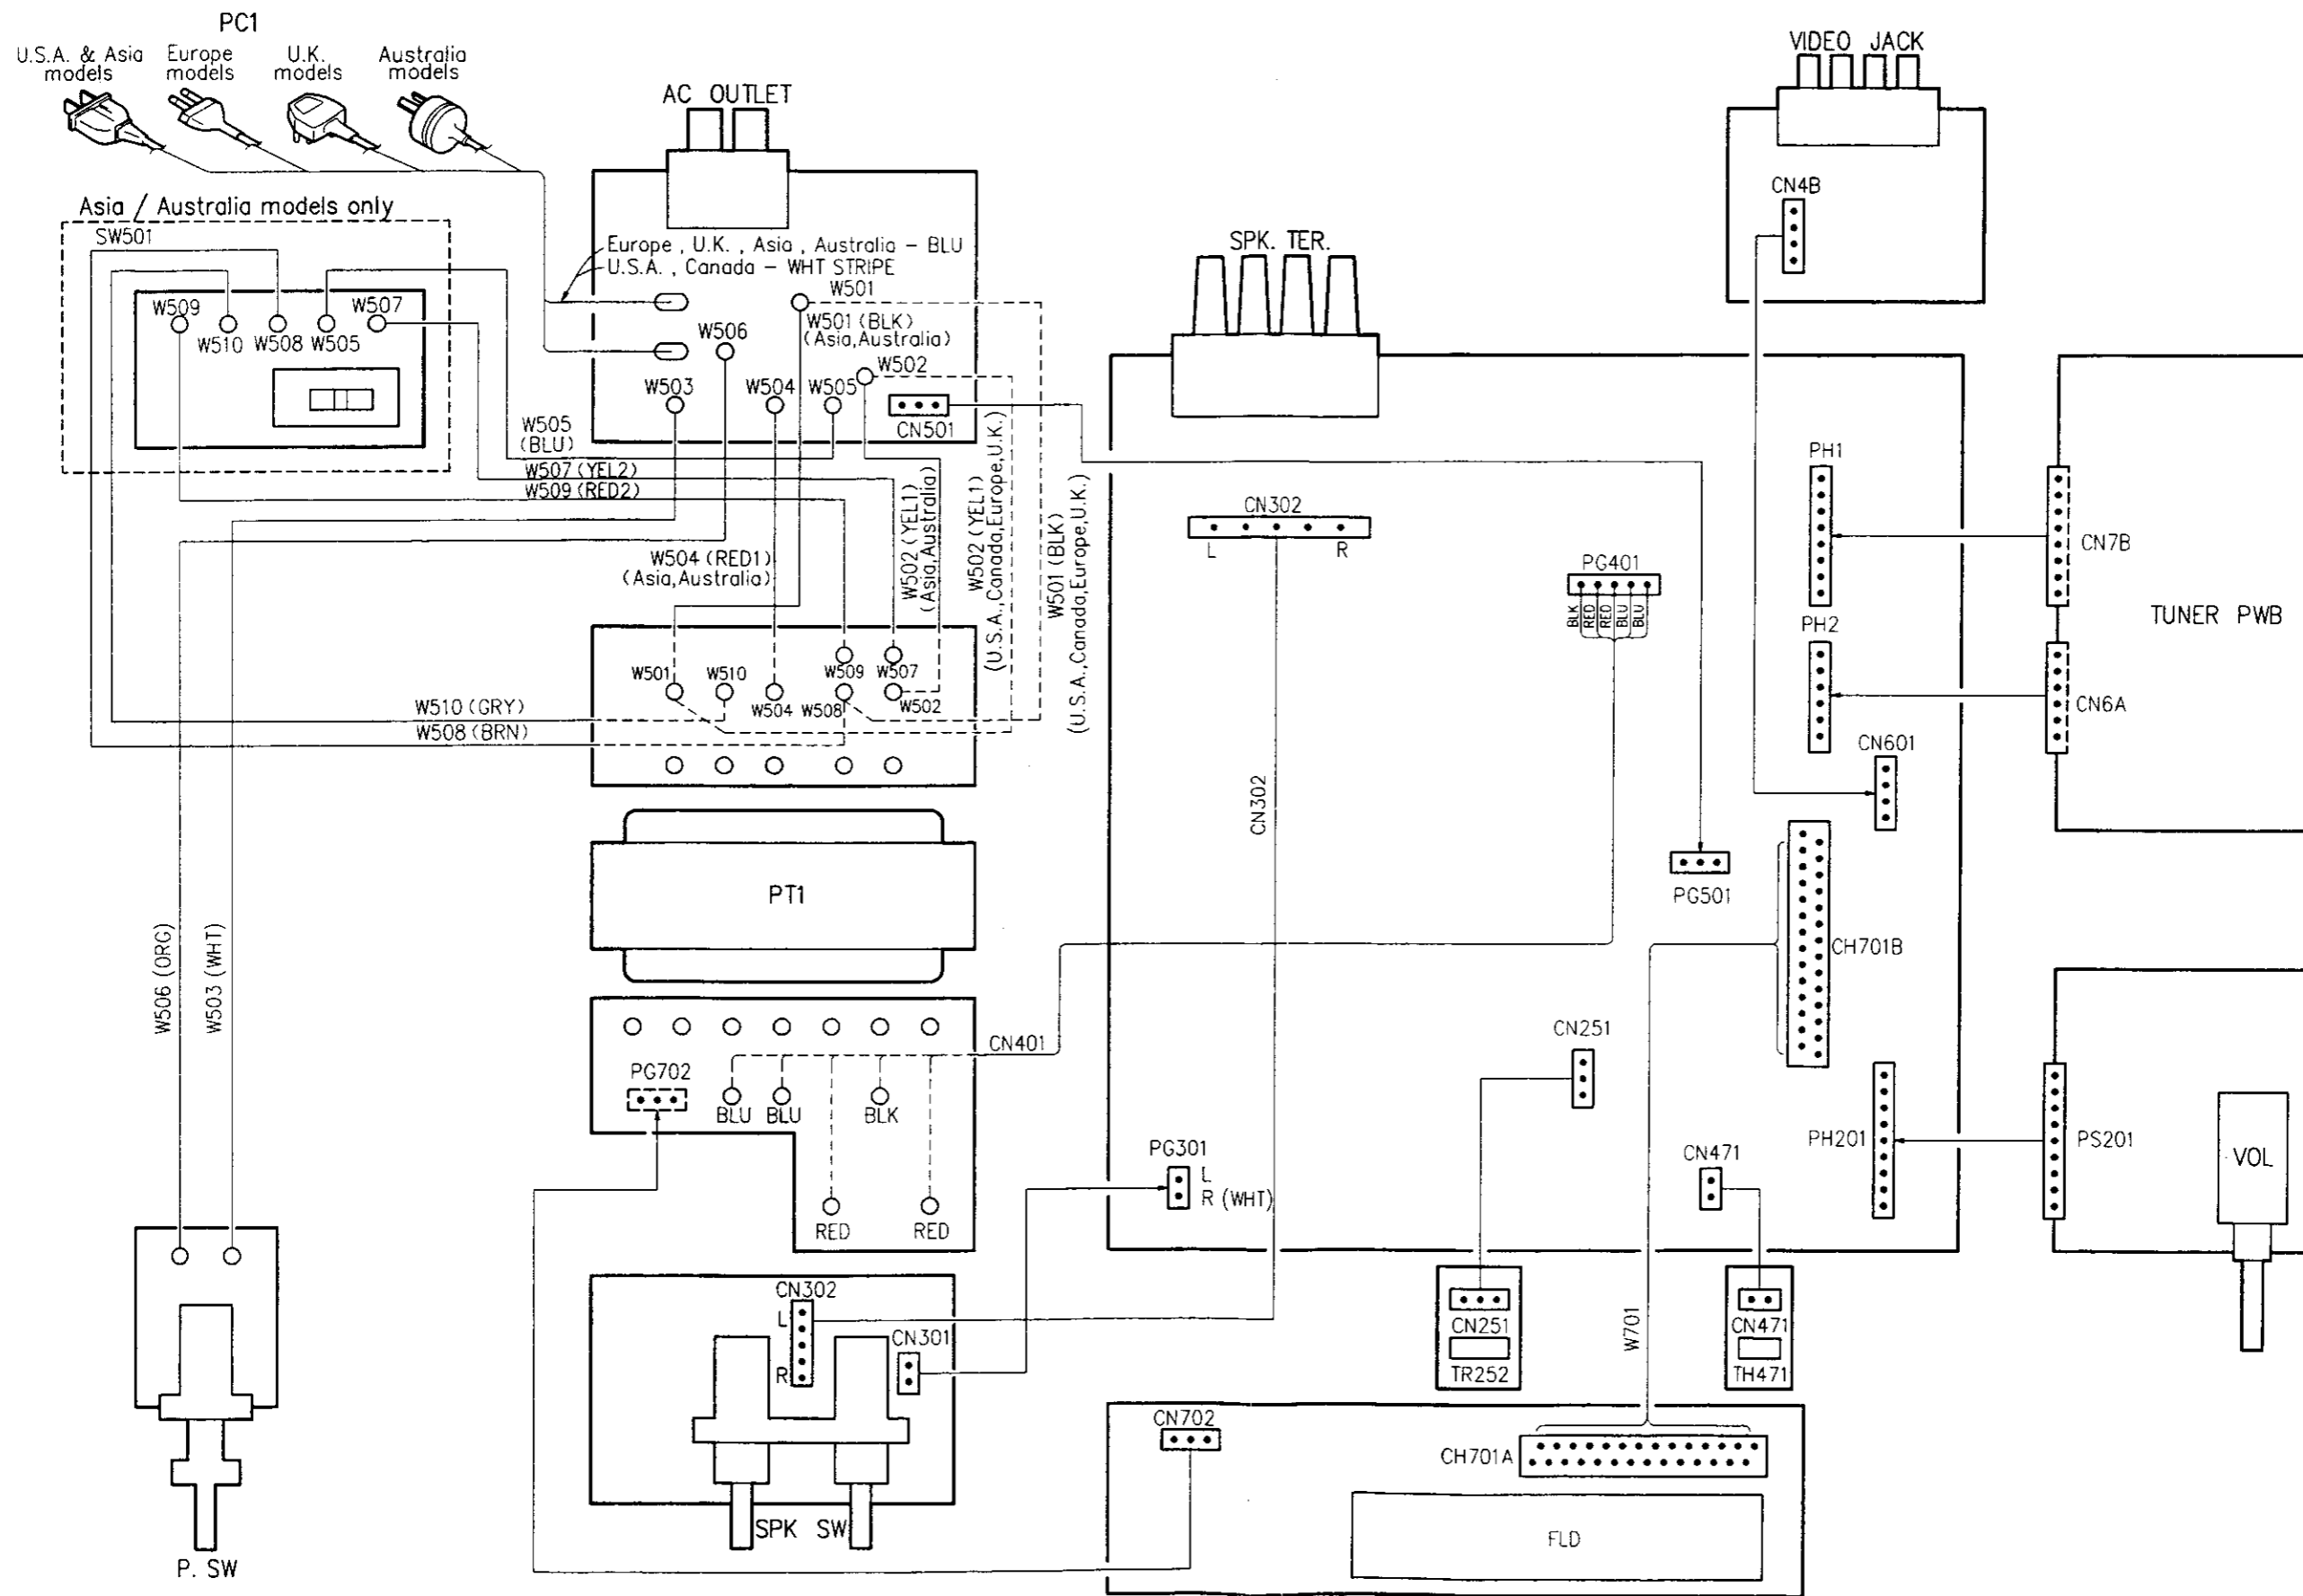 PC1
U.S.A. & Asia
models
Europe
models
U.K.
models
Australia
models
AC OUTLET
VIDEO JACK
CN4B
Asia / Australia models only
SW501
W509
W510
W508
W505
W507
Europe , U.K. , Asia , Australia - BLU
U.S.A. , Canada - WHT STRIPE
W501
W501 (BLK)
(Asia,Australia)
W506
W502
W503
W504
W505
CN501
SPK. TER.
W505
(BLU)
W507 (YEL2)
W509 (RED2)
W504 (RED1)
(Asia,Australia)
W502 (YEL1)
(Asia,Australia)
W502 (YEL1)
(U.S.A.,Canada,Europe,U.K.)
W501 (BLK)
(U.S.A.,Canada,Europe,U.K.)
CN302
L
R
PG401
BLK
RED
RED
BLU
BLU
PH1
CN7B
TUNER PWB
PH2
CN6A
CN601
W501
W510
W509
W507
W504
W508
W502
W510 (GRY)
W508 (BRN)
CN302
PT1
PG501
CH701B
W506 (ORG)
W503 (WHT)
CN401
PG702
BLU
BLU
BLK
RED
RED
CN251
PG301
L
R (WHT)
CN471
PH201
PS201
VOL
CN302
L
R
CN301
CN251
TR252
W701
CN471
TH471
CN702
CH701A
FLD
SPK SW
P. SW